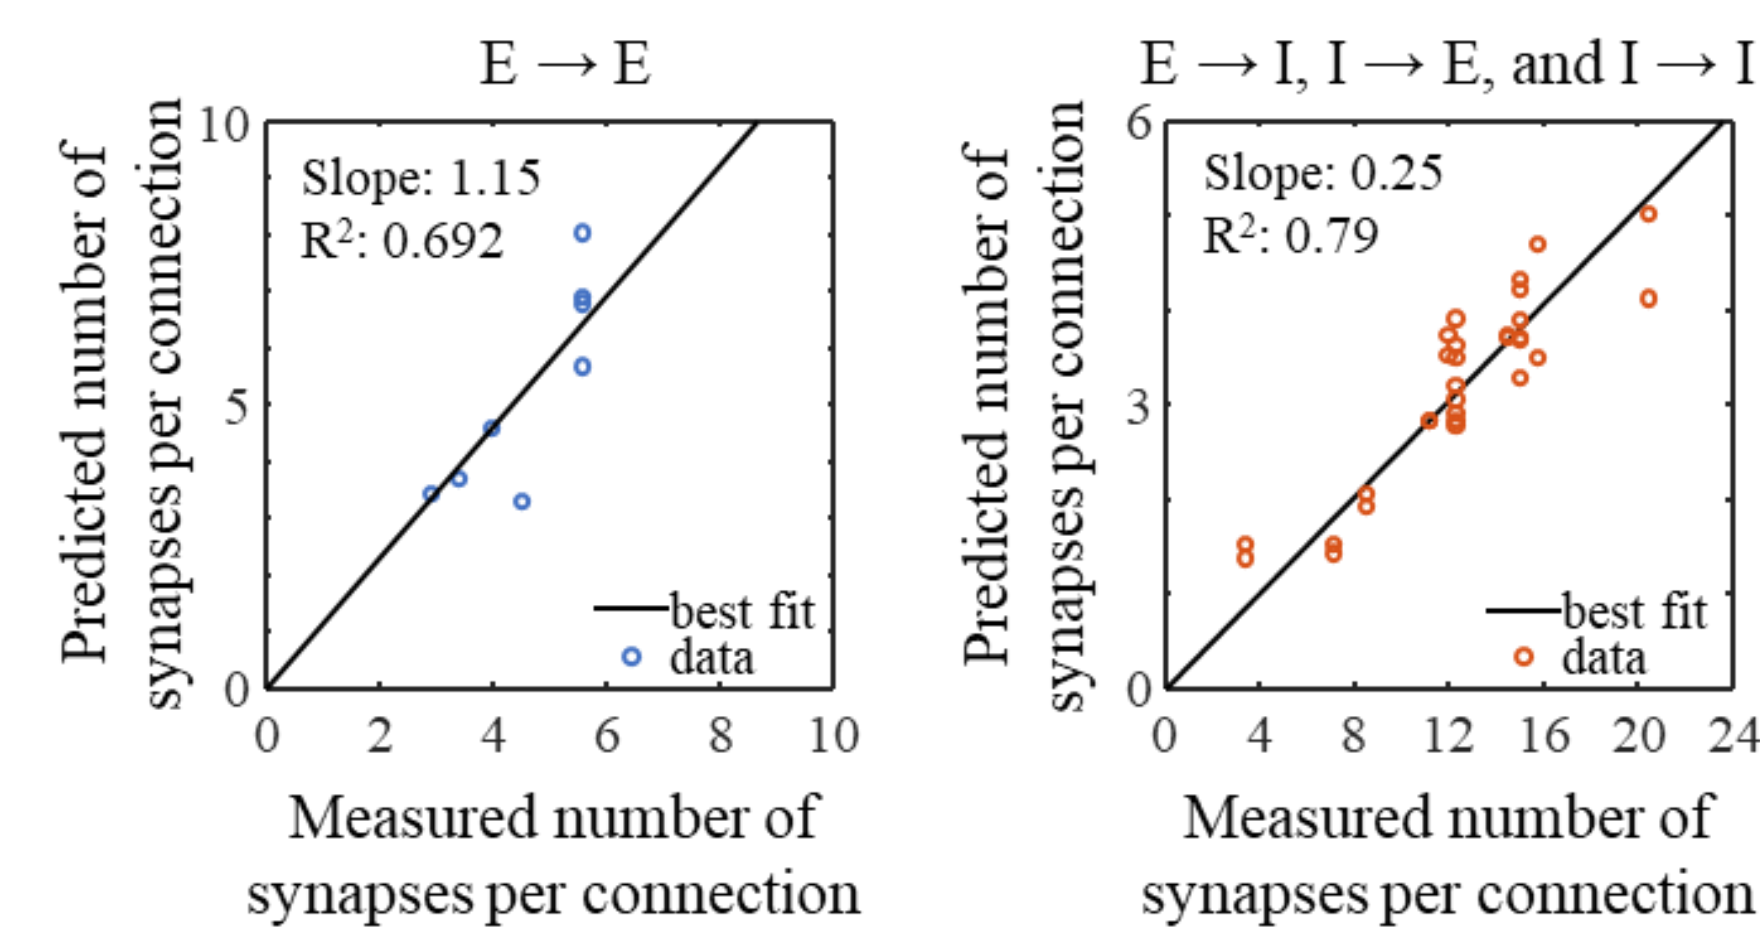 E → E
Predicted number of
synapses per connection
10
5
0
Slope: 1.15
R²: 0.692
best fit
data
0 2 4 6 8 10
Measured number of
synapses per connection
E → I, I → E, and I → I
Predicted number of
synapses per connection
6
3
0
Slope: 0.25
R²: 0.79
best fit
data
0 4 8 12 16 20 24
Measured number of
synapses per connection